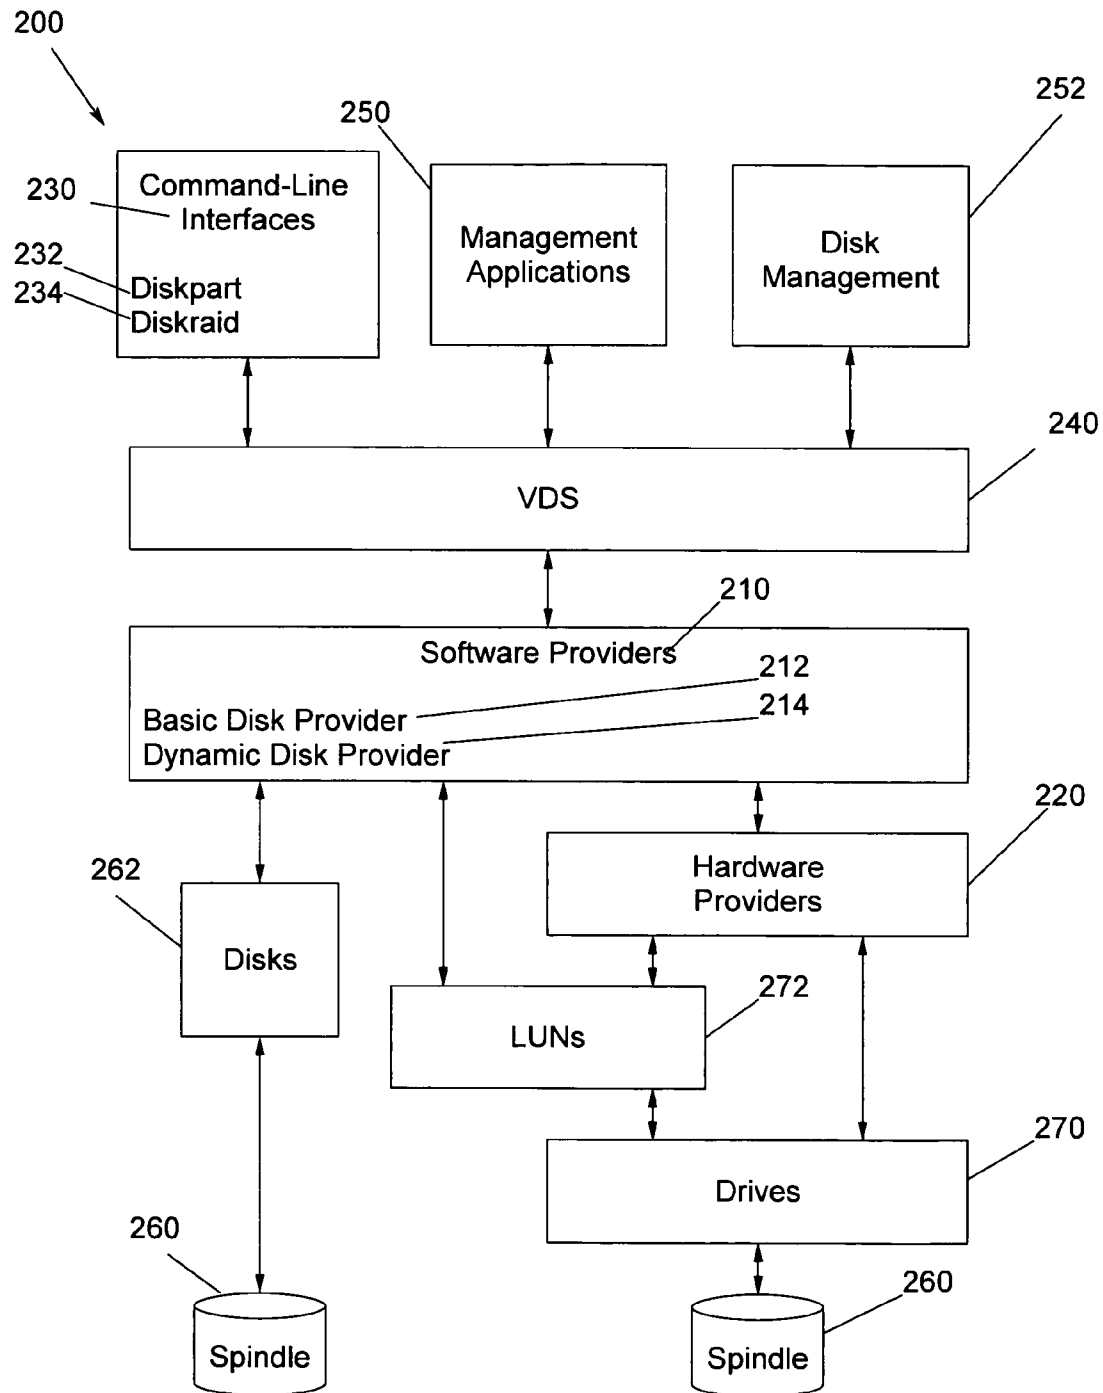 200
250
252
Command-Line
Interfaces
230
Management
Applications
Disk
Management
232
Diskpart
234
Diskraid
240
VDS
210
Software Providers
212
Basic Disk Provider
214
Dynamic Disk Provider
220
Hardware
Providers
262
Disks
272
LUNs
270
Drives
260
260
Spindle
Spindle